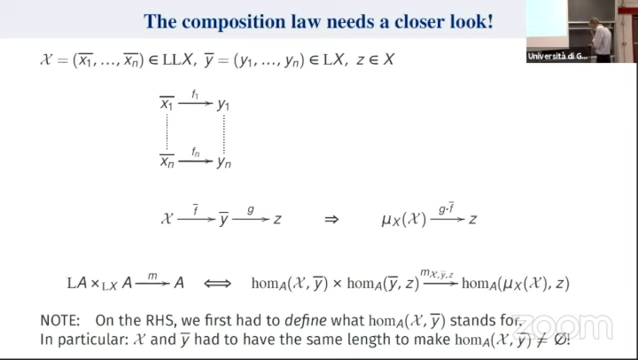 The composition law needs a closer look!
𝒳 = (x̅₁, …, x̅ₙ) ∈ LLX, y̅ = (y₁, …, yₙ) ∈ LX, z ∈ X
Università di G...
x̅₁ —f₁→ y₁
x̅ₙ —fₙ→ yₙ
𝒳 —f̅→ y̅ —g→ z ⇒ μ_X(𝒳) —g·f̅→ z
LA ×_{LX} A —m→ A ⟺ hom_A(𝒳, y̅) × hom_A(y̅, z) —m_{𝒳,y̅,z}→ hom_A(μ_X(𝒳), z)
NOTE: On the RHS, we first had to define what hom_A(𝒳, y̅) stands for.
In particular: 𝒳 and y̅ had to have the same length to make hom_A(𝒳, y̅) ≠ ∅!
zoom